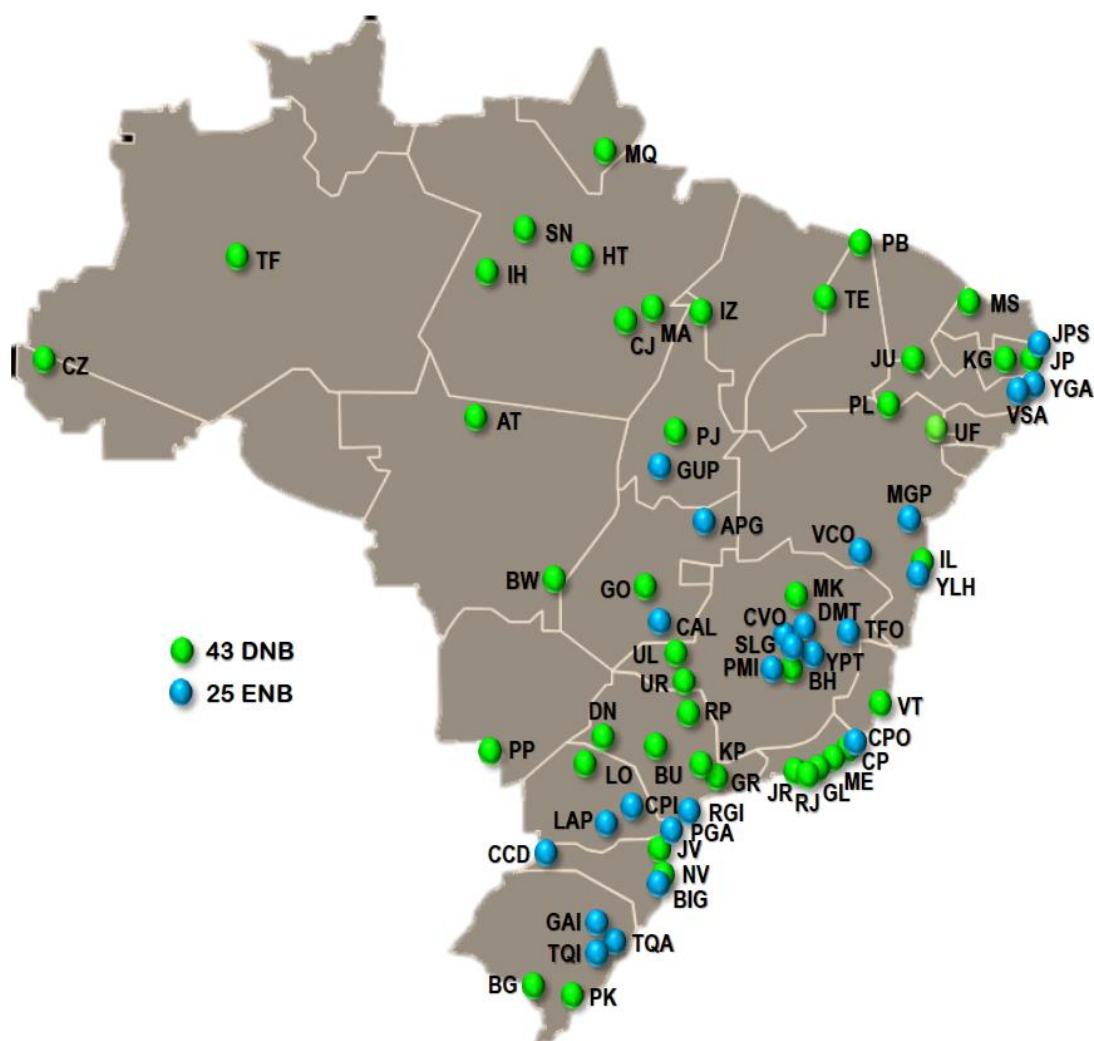 MQ
SN
HT
TF
IH
PB
TE
MS
IZ
MA
CJ
JPS
CZ
JU
KG
JP
YGA
VSA
PL
AT
UF
PJ
GUP
MGP
APG
VCO
IL
YLH
BW
GO
MK
DMT
CVO
TFO
CAL
SLG
YPT
PMI
BH
UL
43 DNB
UR
25 ENB
VT
DN
RP
CPO
CP
PP
KP
ME
LO
BU
GR
JR
RJ
GL
CPL
RGI
LAP
PGA
CCD
JV
NV
BIG
GAI
TQA
TQI
BG
PK